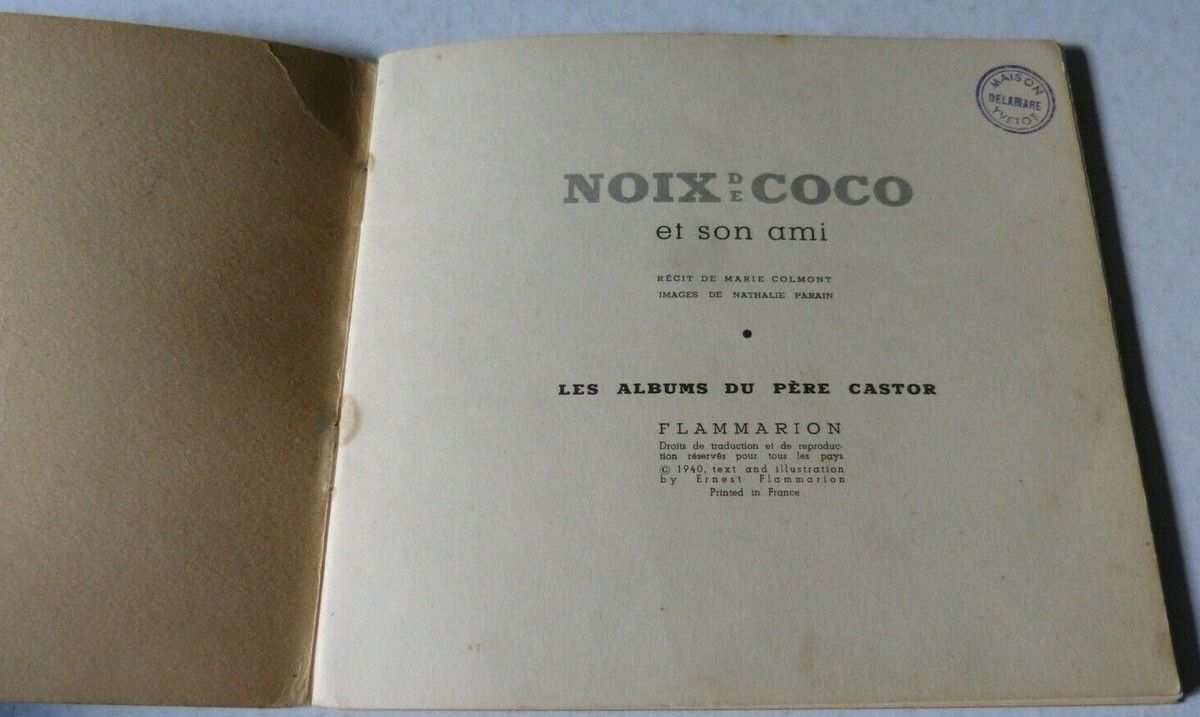 MAISON
DELAMARE
YVETOT
NOIX DE COCO
et son ami
RÉCIT DE MARIE COLMONT
IMAGES DE NATHALIE PARAIN
LES ALBUMS DU PÈRE CASTOR
FLAMMARION
Droits de traduction et de reproduc-
tion réservés pour tous les pays
© 1940, text and illustration
by Ernest Flammarion
Printed in France